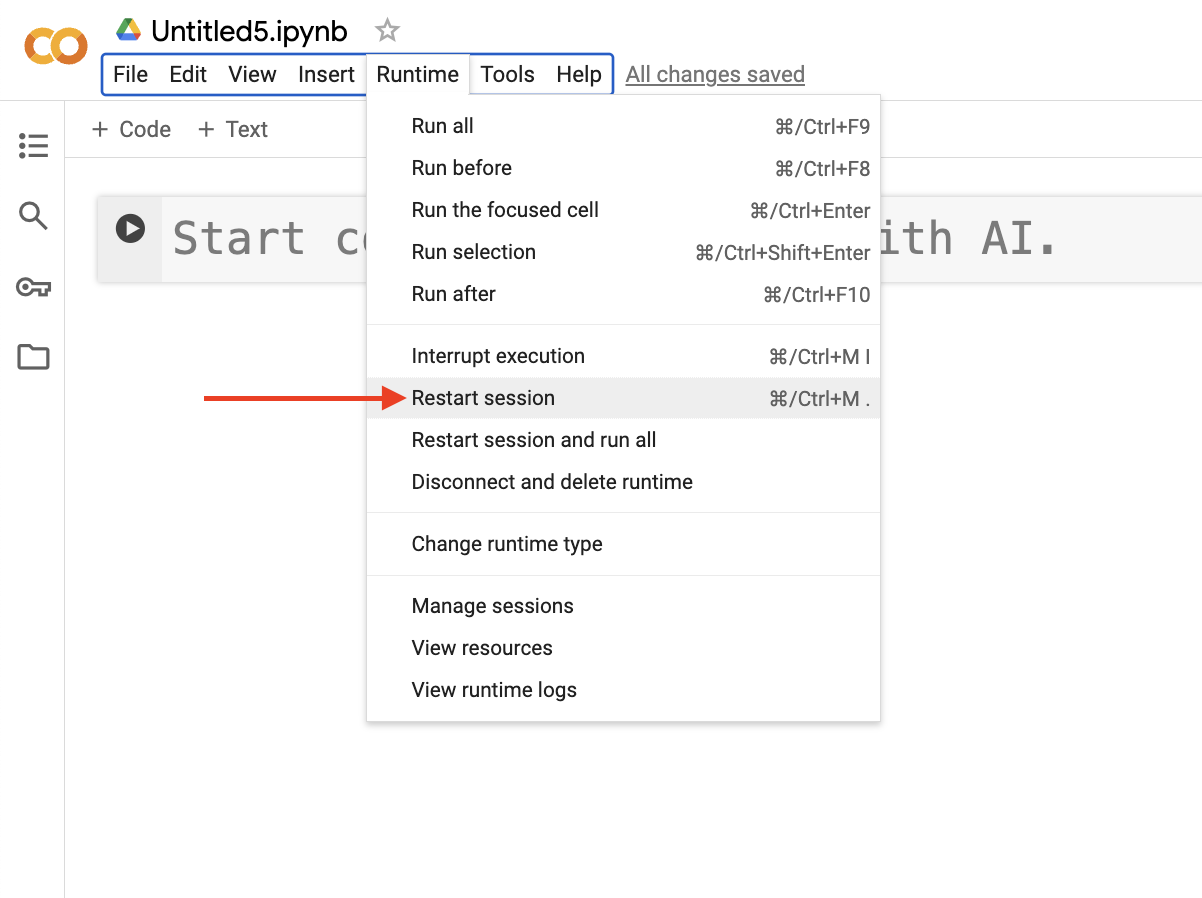 Untitled5.ipynb
File Edit View Insert Runtime Tools Help All changes saved
+ Code + Text
Start with AI.
Run all ⌘/Ctrl+F9
Run before ⌘/Ctrl+F8
Run the focused cell ⌘/Ctrl+Enter
Run selection ⌘/Ctrl+Shift+Enter
Run after ⌘/Ctrl+F10
Interrupt execution ⌘/Ctrl+M I
Restart session ⌘/Ctrl+M .
Restart session and run all
Disconnect and delete runtime
Change runtime type
Manage sessions
View resources
View runtime logs